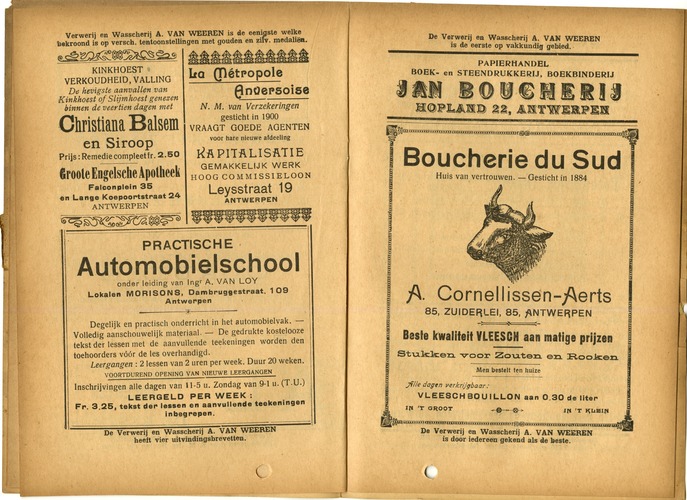 De Verwerij en Wasscherij A. VAN WEEREN is de eenigste welke
bekroond is op versch. tentoonstellingen met gouden en zilv. medaliën.
KINKHOEST
VERKOUDHEID, VALLING
De hevigste aanvallen van
Kinkhoest of Slijmhoest genezen
binnen de veertien dagen met
Christiana Balsem
en Siroop
Prijs: Remedie compleet fr. 2.50
Groote Engelsche Apotheek
Falconplein 35
en Lange Koepoortstraat 24
ANTWERPEN
La Métropole
Anversoise
N. M. van Verzekeringen
gesticht in 1900
VRAAGT GOEDE AGENTEN
voor hare nieuwe afdeeling
KAPITALISATIE
GEMAKKELIJK WERK
HOOG COMMISSIELOON
Leysstraat 19
ANTWERPEN
PRACTISCHE
Automobielschool
onder leiding van Ingr A. VAN LOY
Lokalen MORISONS, Dambruggestraat, 109
Antwerpen
Degelijk en practisch onderricht in het automobielvak. —
Volledig aanschouwelijk materiaal. — De gedrukte kostelooze
tekst der lessen met de aanvullende teekeningen worden den
toehoorders vóór de les overhandigd.
Leergangen: 2 lessen van 2 uren per week. Duur 20 weken.
VOORTDUREND OPENING VAN NIEUWE LEERGANGEN
Inschrijvingen alle dagen van 11-5 u. Zondag van 9-1 u. (T.U.)
LEERGELD PER WEEK:
Fr. 3,25, tekst der lessen en aanvullende teekeningen
inbegrepen.
De Verwerij en Wasscherij A. VAN WEEREN
heeft vier uitvindingsbrevetten.
De Verwerij en Wasscherij A. VAN WEEREN
is de eerste op vakkundig gebied.
PAPIERHANDEL
BOEK- en STEENDRUKKERIJ, BOEKBINDERIJ
JAN BOUCHERIJ
HOPLAND 22, ANTWERPEN
Boucherie du Sud
Huis van vertrouwen. — Gesticht in 1884
A. Cornellissen-Aerts
85, ZUIDERLEI, 85, ANTWERPEN
Beste kwaliteit VLEESCH aan matige prijzen
Stukken voor Zouten en Rooken
Men bestelt ten huize
Alle dagen verkrijgbaar:
VLEESCHBOUILLON aan 0.30 de liter
IN 'T GROOT IN 'T KLEIN
De Verwerij en Wasscherij A. VAN WEEREN
is door iedereen gekend als de beste.